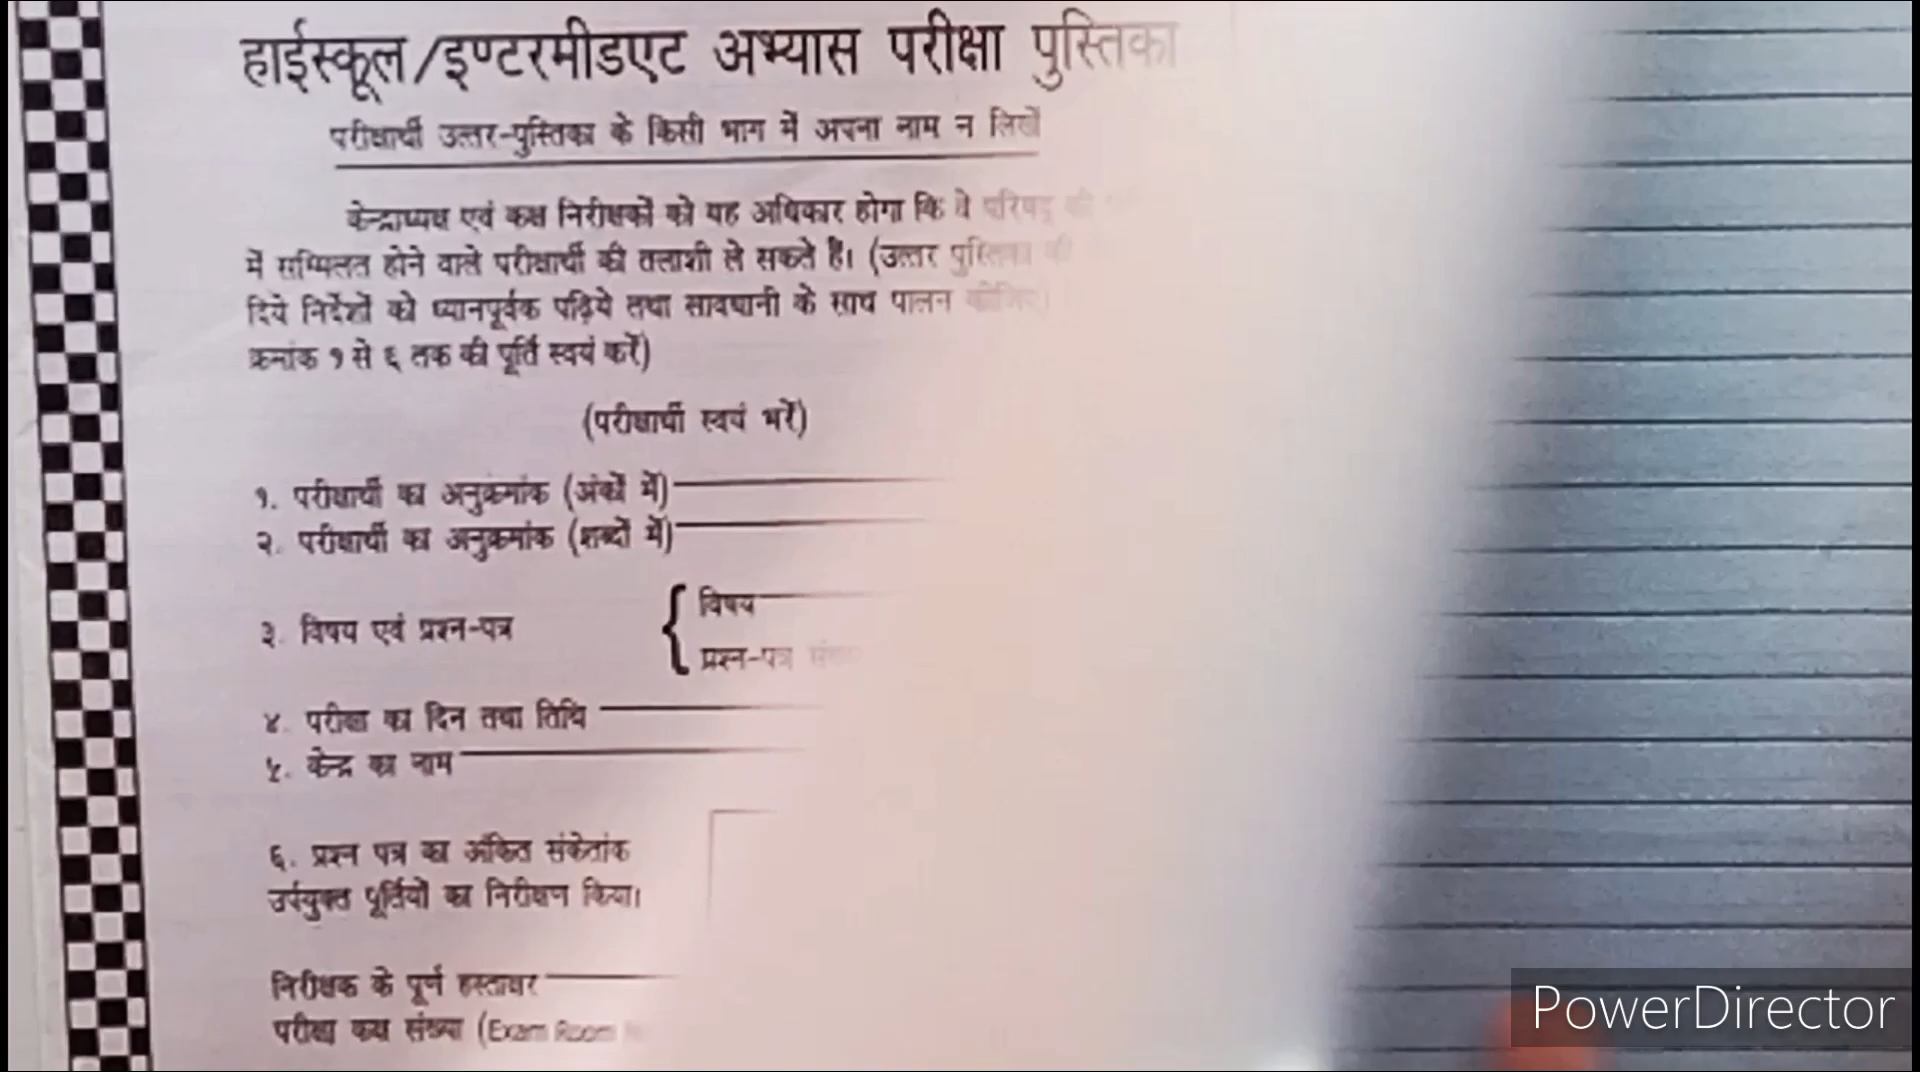 हाईस्कूल/इण्टरमीडएट अभ्यास परीक्षा पुस्तिका
परीक्षार्थी उत्तर-पुस्तिका के किसी भाग में अपना नाम न लिखें
केन्द्राध्यक्ष एवं कक्ष निरीक्षकों को यह अधिकार होगा कि वे परिषद् की
में सम्मिलत होने वाले परीक्षार्थी की तलाशी ले सकते हैं। (उत्तर पुस्तिका की
दिये निर्देशों को ध्यानपूर्वक पढ़िये तथा सावधानी के साथ पालन कीजिए।
क्रमांक १ से ६ तक की पूर्ति स्वयं करें)
(परीक्षार्थी स्वयं भरें)
१. परीक्षार्थी का अनुक्रमांक (अंकों में)
२. परीक्षार्थी का अनुक्रमांक (शब्दों में)
३. विषय एवं प्रश्न-पत्र { विषय
प्रश्न-पत्र
४. परीक्षा का दिन तथा तिथि
५. केन्द्र का नाम
६. प्रश्न पत्र का अंकित संकेतांक
उर्पयुक्त पूर्तियों का निरीक्षण किया।
निरीक्षक के पूर्ण हस्ताक्षर
परीक्षा कक्ष संख्या (Exam Room
PowerDirector